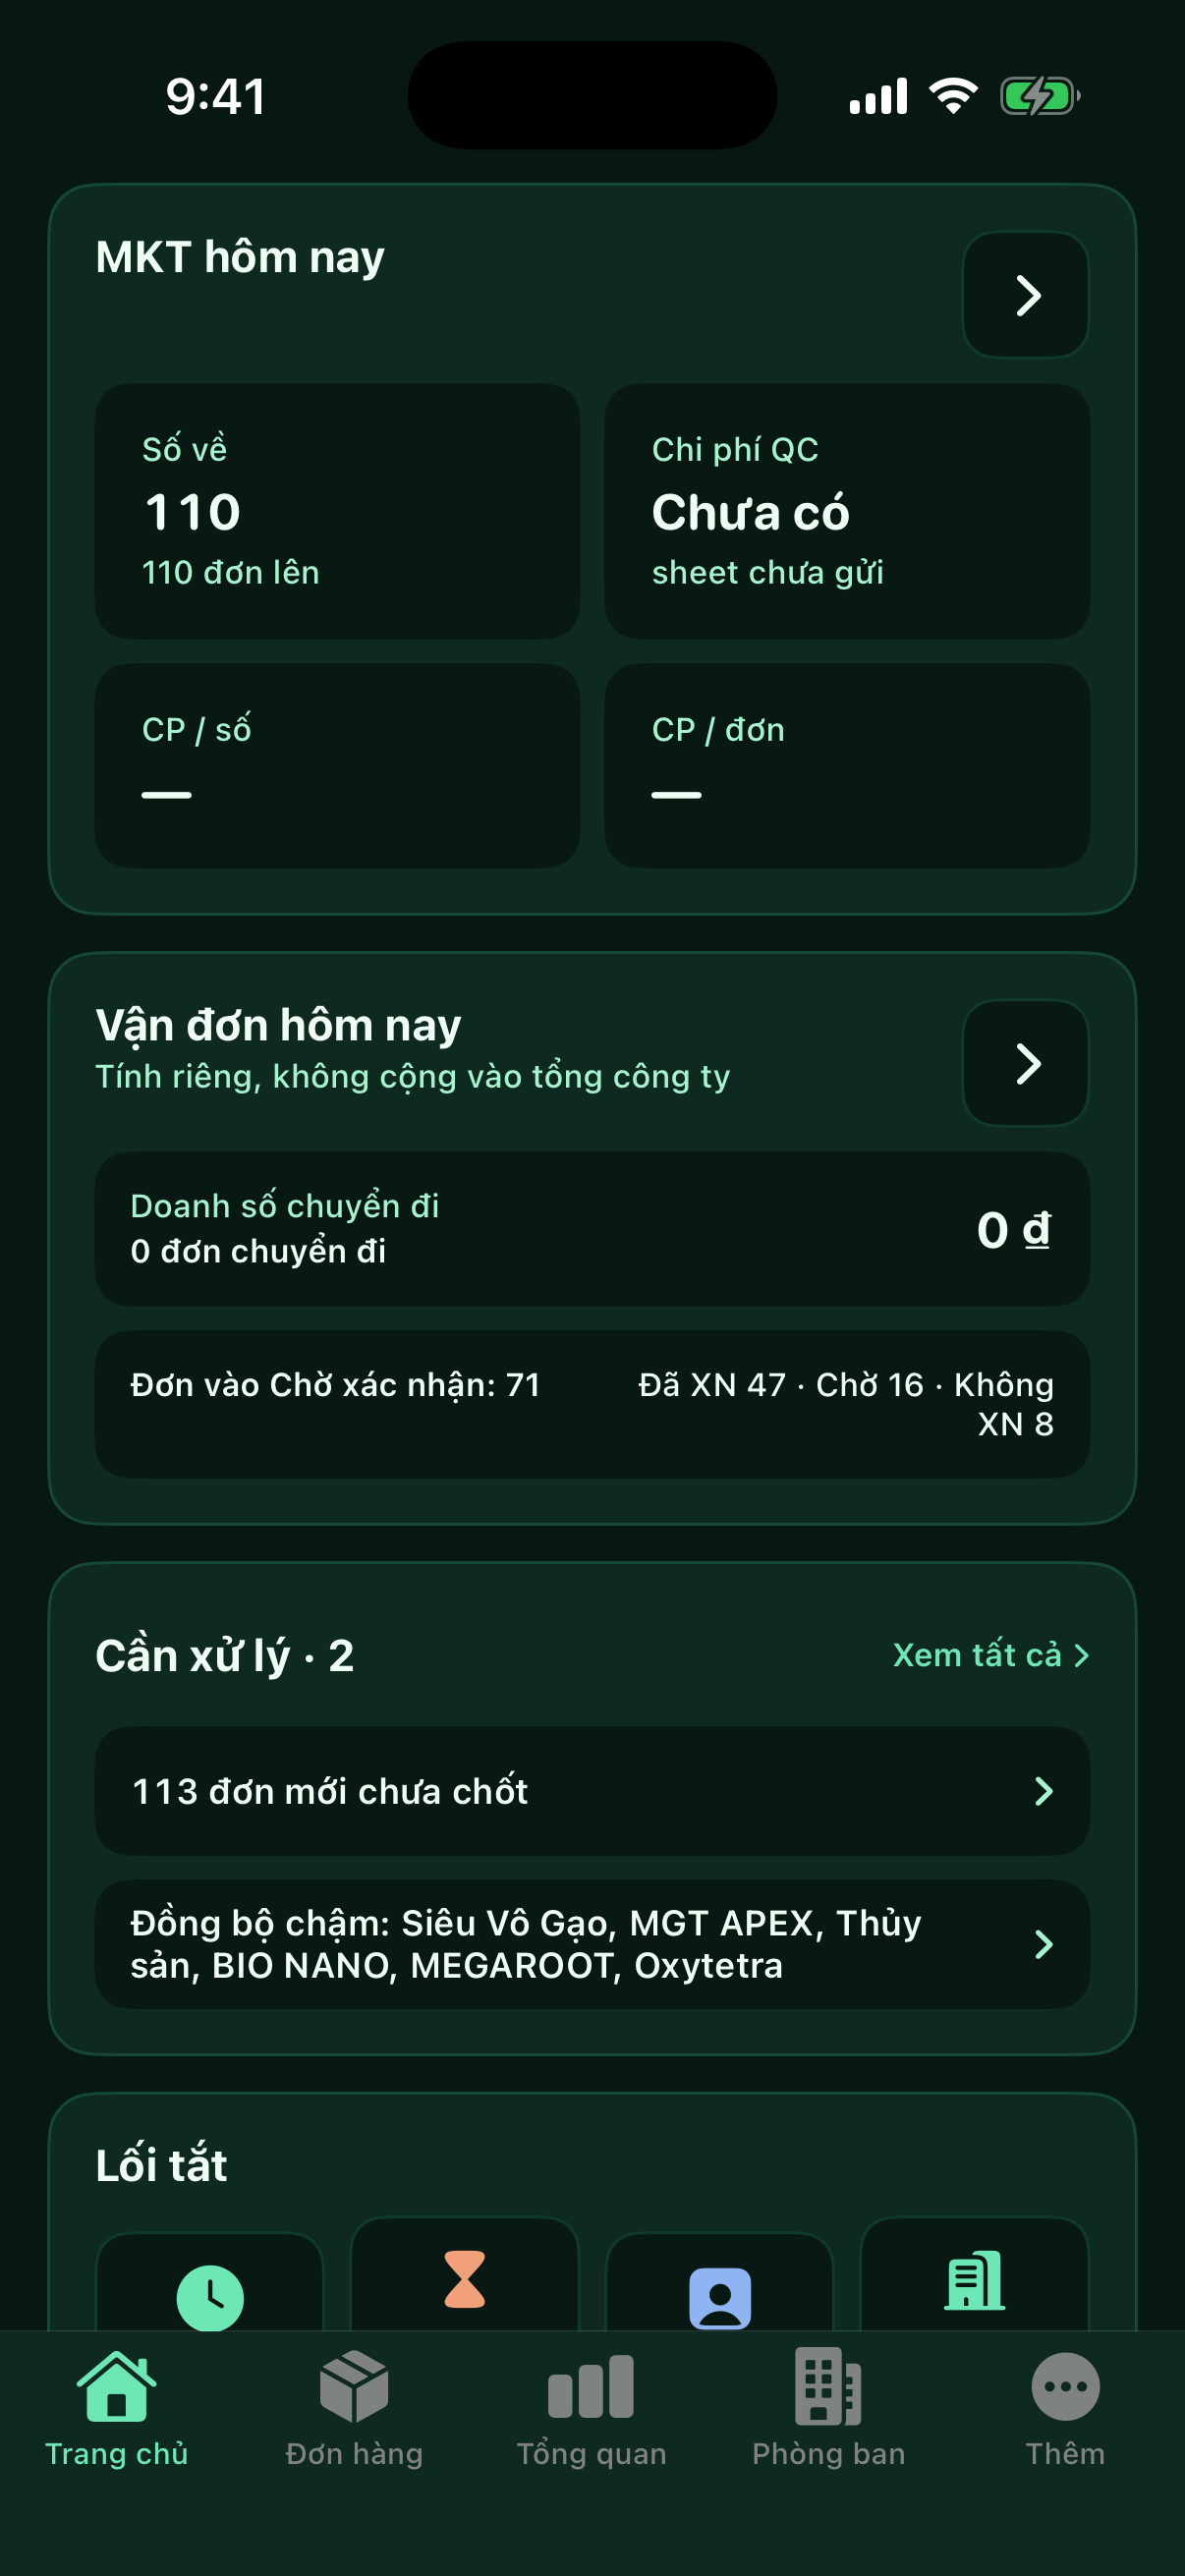 9:41
MKT hôm nay
Số về
110
110 đơn lên
Chi phí QC
Chưa có
sheet chưa gửi
CP / số
—
CP / đơn
—
Vận đơn hôm nay
Tính riêng, không cộng vào tổng công ty
Doanh số chuyển đi
0 đơn chuyển đi
0 ₫
Đơn vào Chờ xác nhận: 71
Đã XN 47 · Chờ 16 · Không
XN 8
Cần xử lý · 2
Xem tất cả
113 đơn mới chưa chốt
Đồng bộ chậm: Siêu Vô Gạo, MGT APEX, Thủy
sản, BIO NANO, MEGAROOT, Oxytetra
Lối tắt
Trang chủ
Đơn hàng
Tổng quan
Phòng ban
Thêm